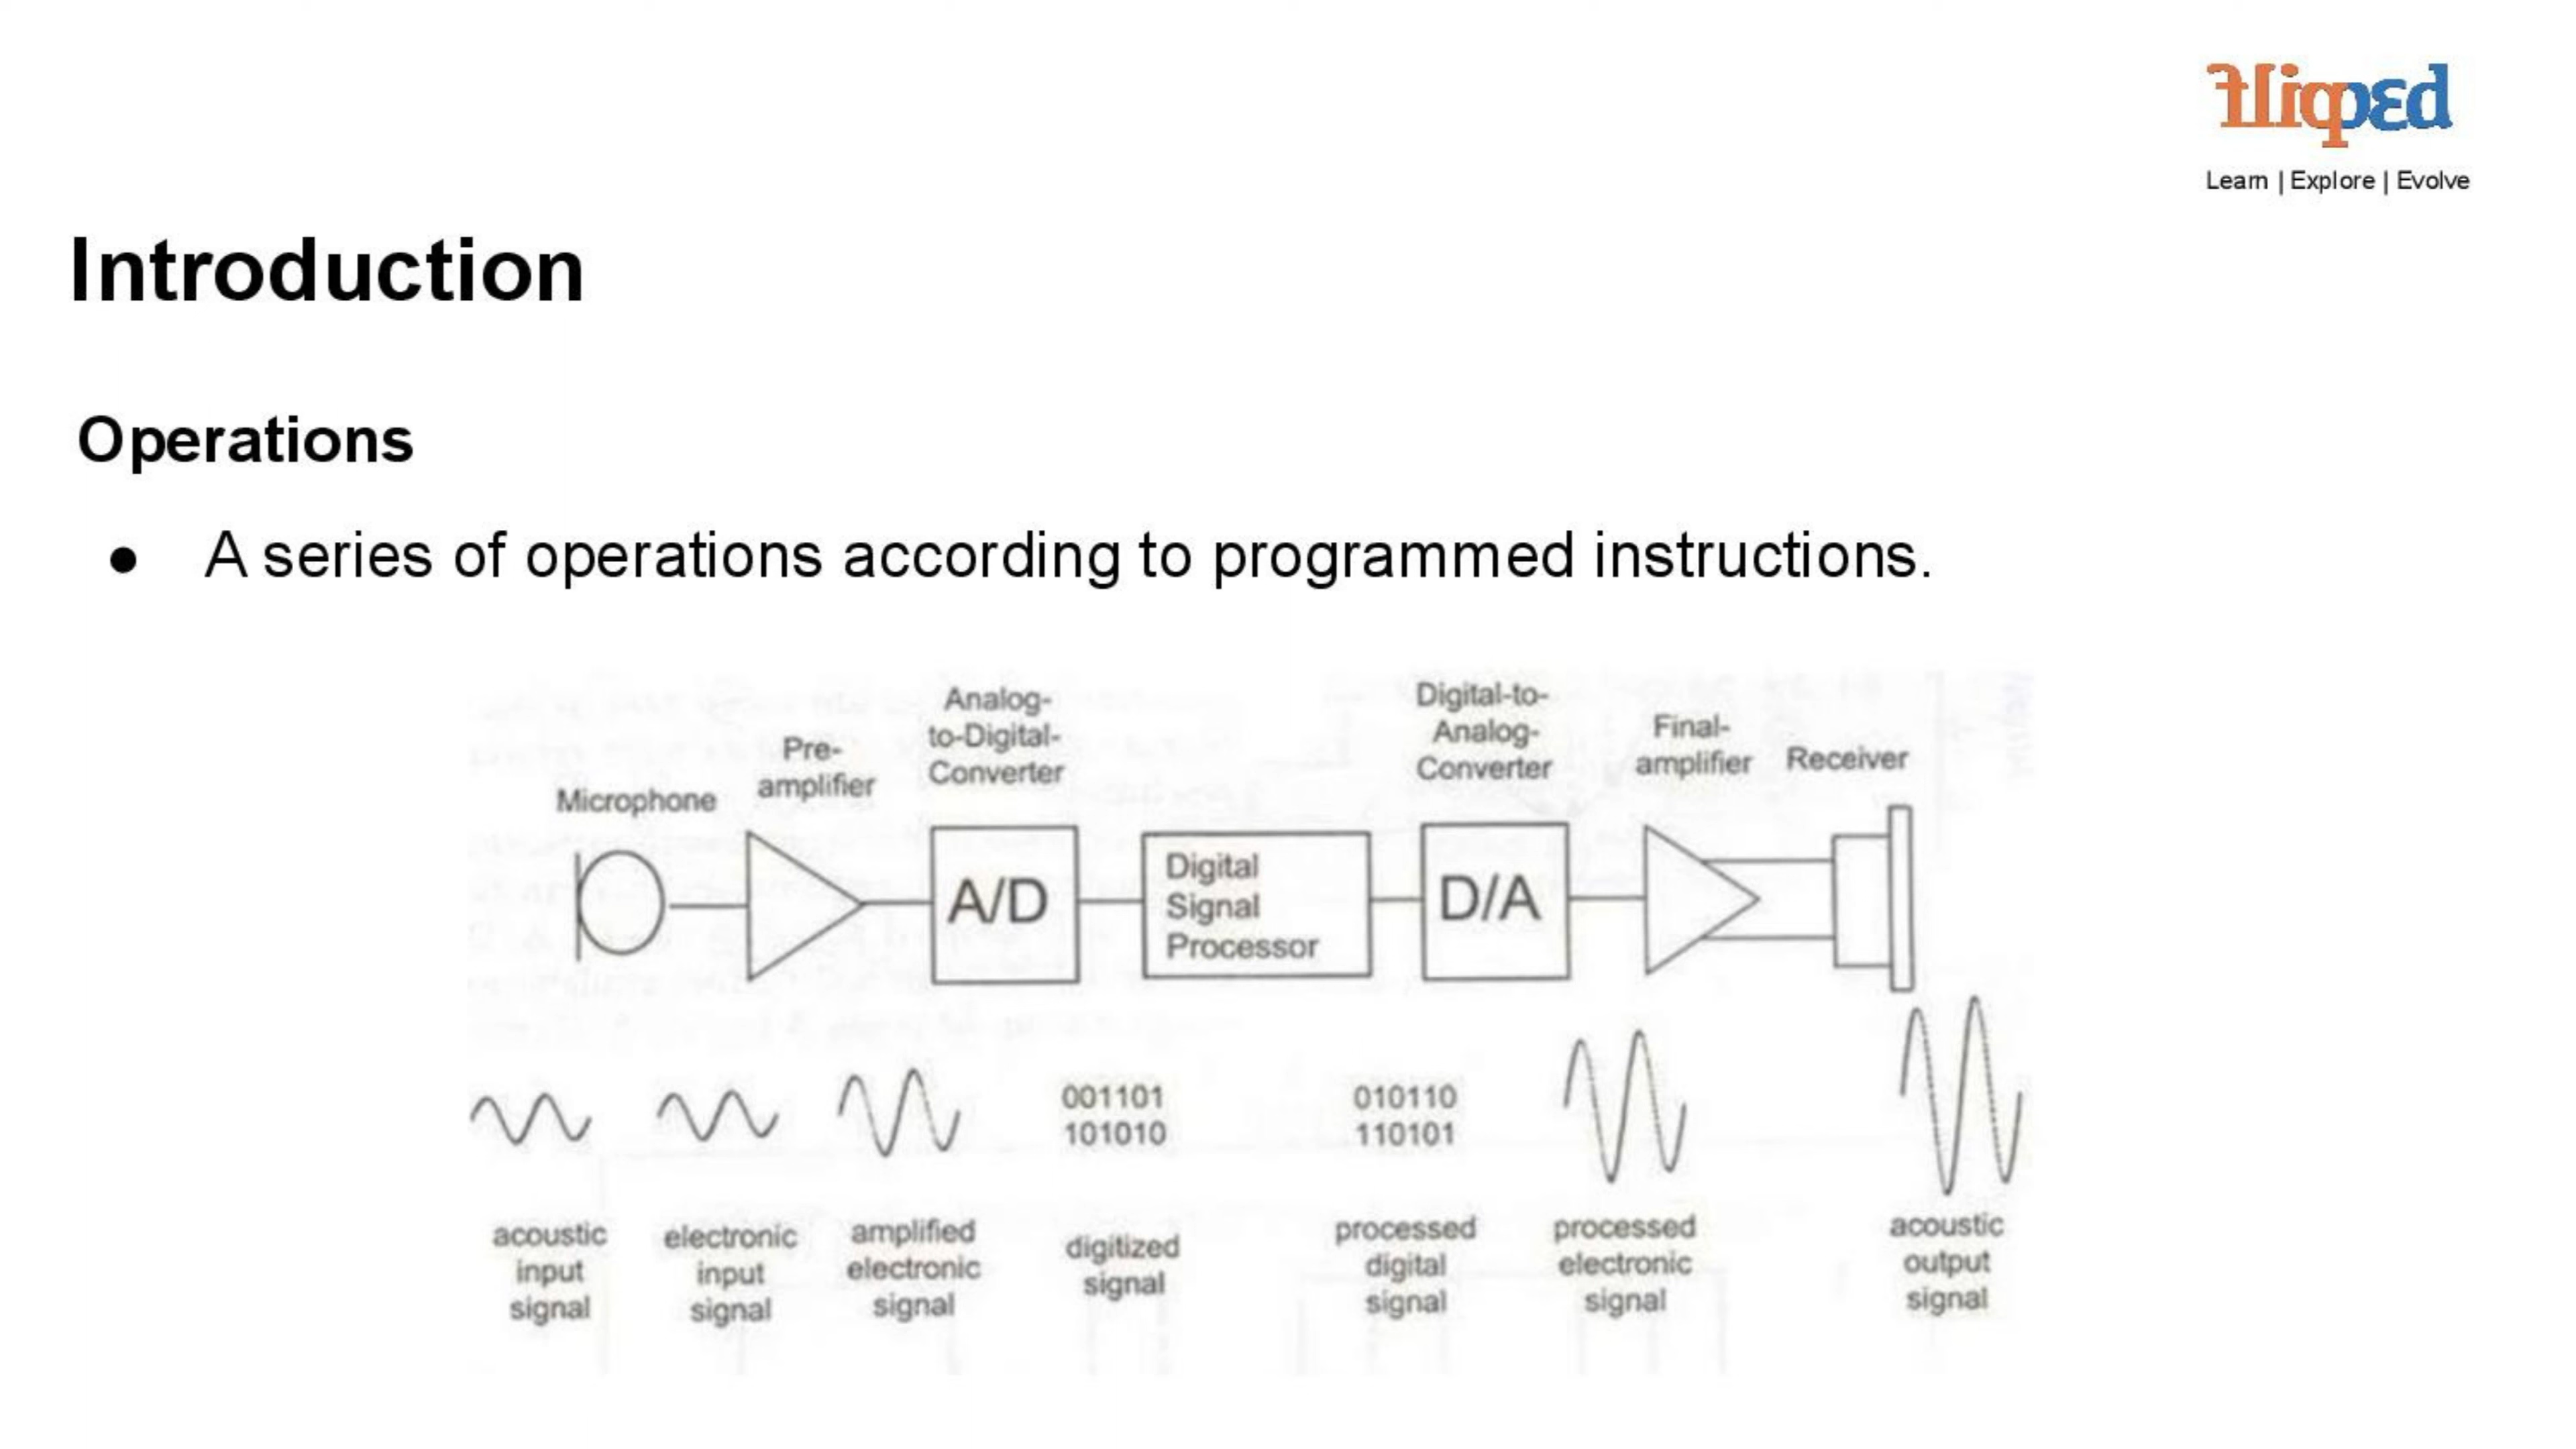 fliqped
Learn | Explore | Evolve
Introduction
Operations
● A series of operations according to programmed instructions.
Microphone
Pre-
amplifier
Analog-
to-Digital-
Converter
Digital-to-
Analog-
Converter
Final-
amplifier
Receiver
A/D
Digital
Signal
Processor
D/A
001101
101010
010110
110101
acoustic
input
signal
electronic
input
signal
amplified
electronic
signal
digitized
signal
processed
digital
signal
processed
electronic
signal
acoustic
output
signal